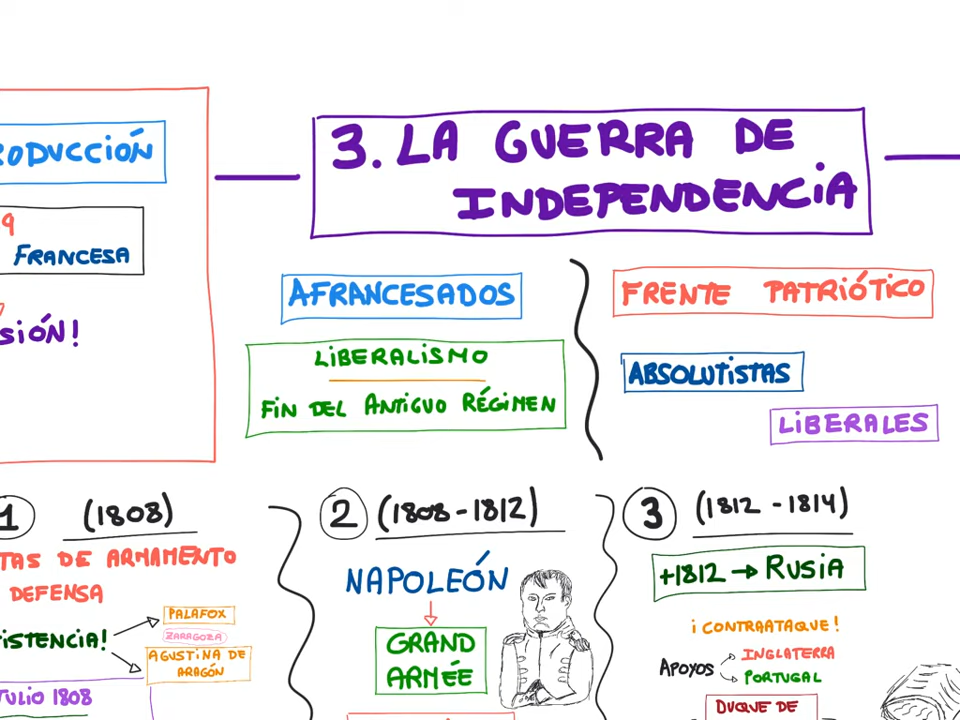 RODUCCIÓN
9
FRANCESA
SIÓN!
3. LA GUERRA DE
INDEPENDENCIA
AFRANCESADOS
LIBERALISMO
FIN DEL ANTIGUO RÉGIMEN
FRENTE PATRIÓTICO
ABSOLUTISTAS
LIBERALES
1 (1808)
TAS DE ARMAMENTO
DEFENSA
ISTENCIA!
PALAFOX
ZARAGOZA
AGUSTINA DE
ARAGÓN
JULIO 1808
2 (1808-1812)
NAPOLEÓN
GRAND
ARMÉE
3 (1812-1814)
+1812 → RUSIA
¡CONTRAATAQUE!
APOYOS
INGLATERRA
PORTUGAL
DUQUE DE